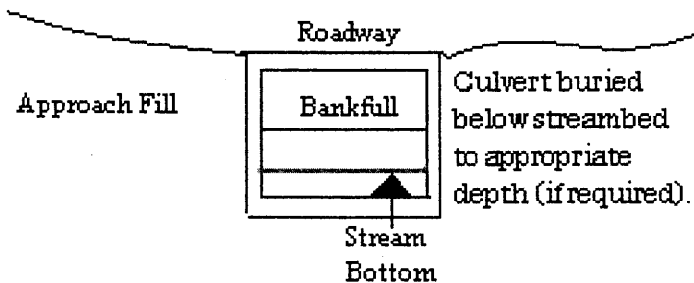 Roadway
Approach Fill
Bankfull
Culvert buried
below streambed
to appropriate
depth (if required).
Stream
Bottom